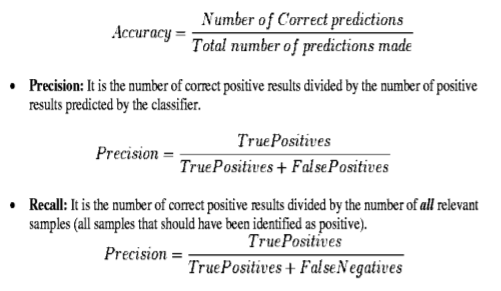 Accuracy = Number of Correct predictions / Total number of predictions made
• Precision: It is the number of correct positive results divided by the number of positive
results predicted by the classifier.
Precision = TruePositives / TruePositives + FalsePositives
• Recall: It is the number of correct positive results divided by the number of all relevant
samples (all samples that should have been identified as positive).
Precision = TruePositives / TruePositives + FalseNegatives